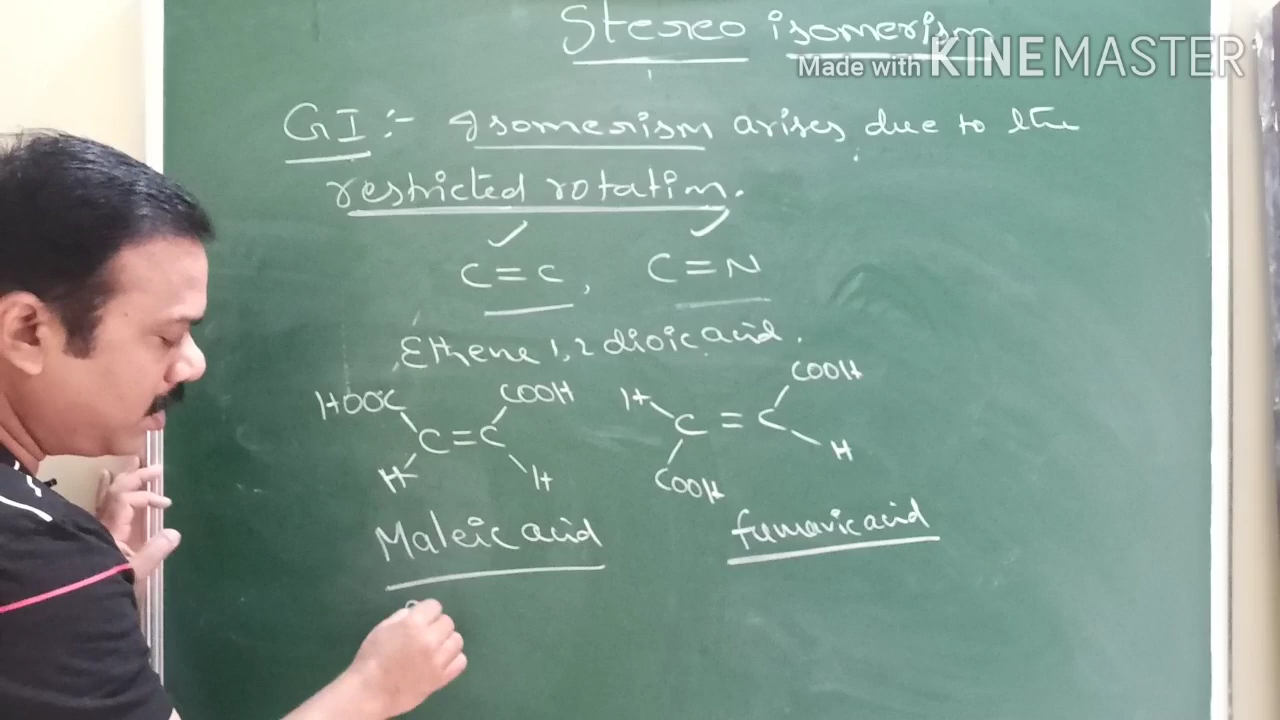 Stereo isomerism
Made with KINEMASTER
GI :- Isomerism arises due to the
restricted rotation.
C=C, C=N
Ethene 1,2 dioic acid.
HOOC COOH H COOH
C=C C=C
H H COOH H
Maleic acid fumaric acid